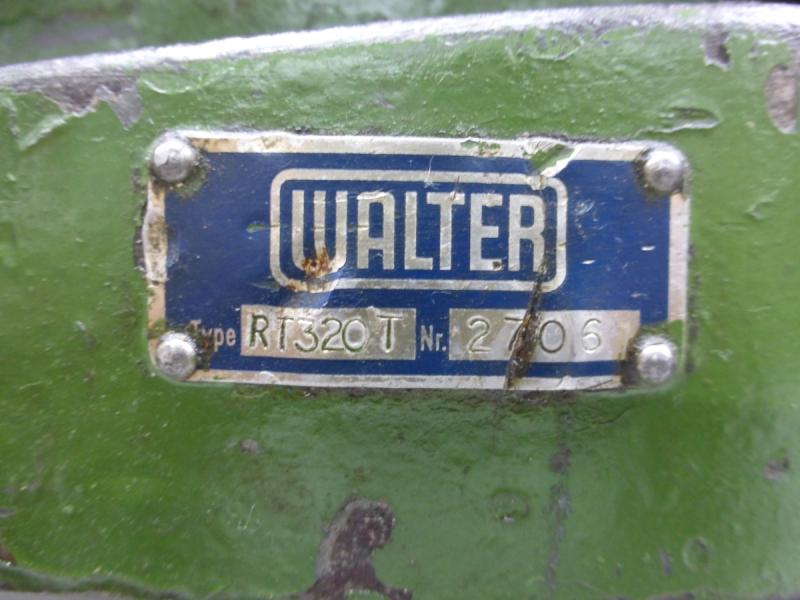 WALTER
Type RT320T Nr. 2706